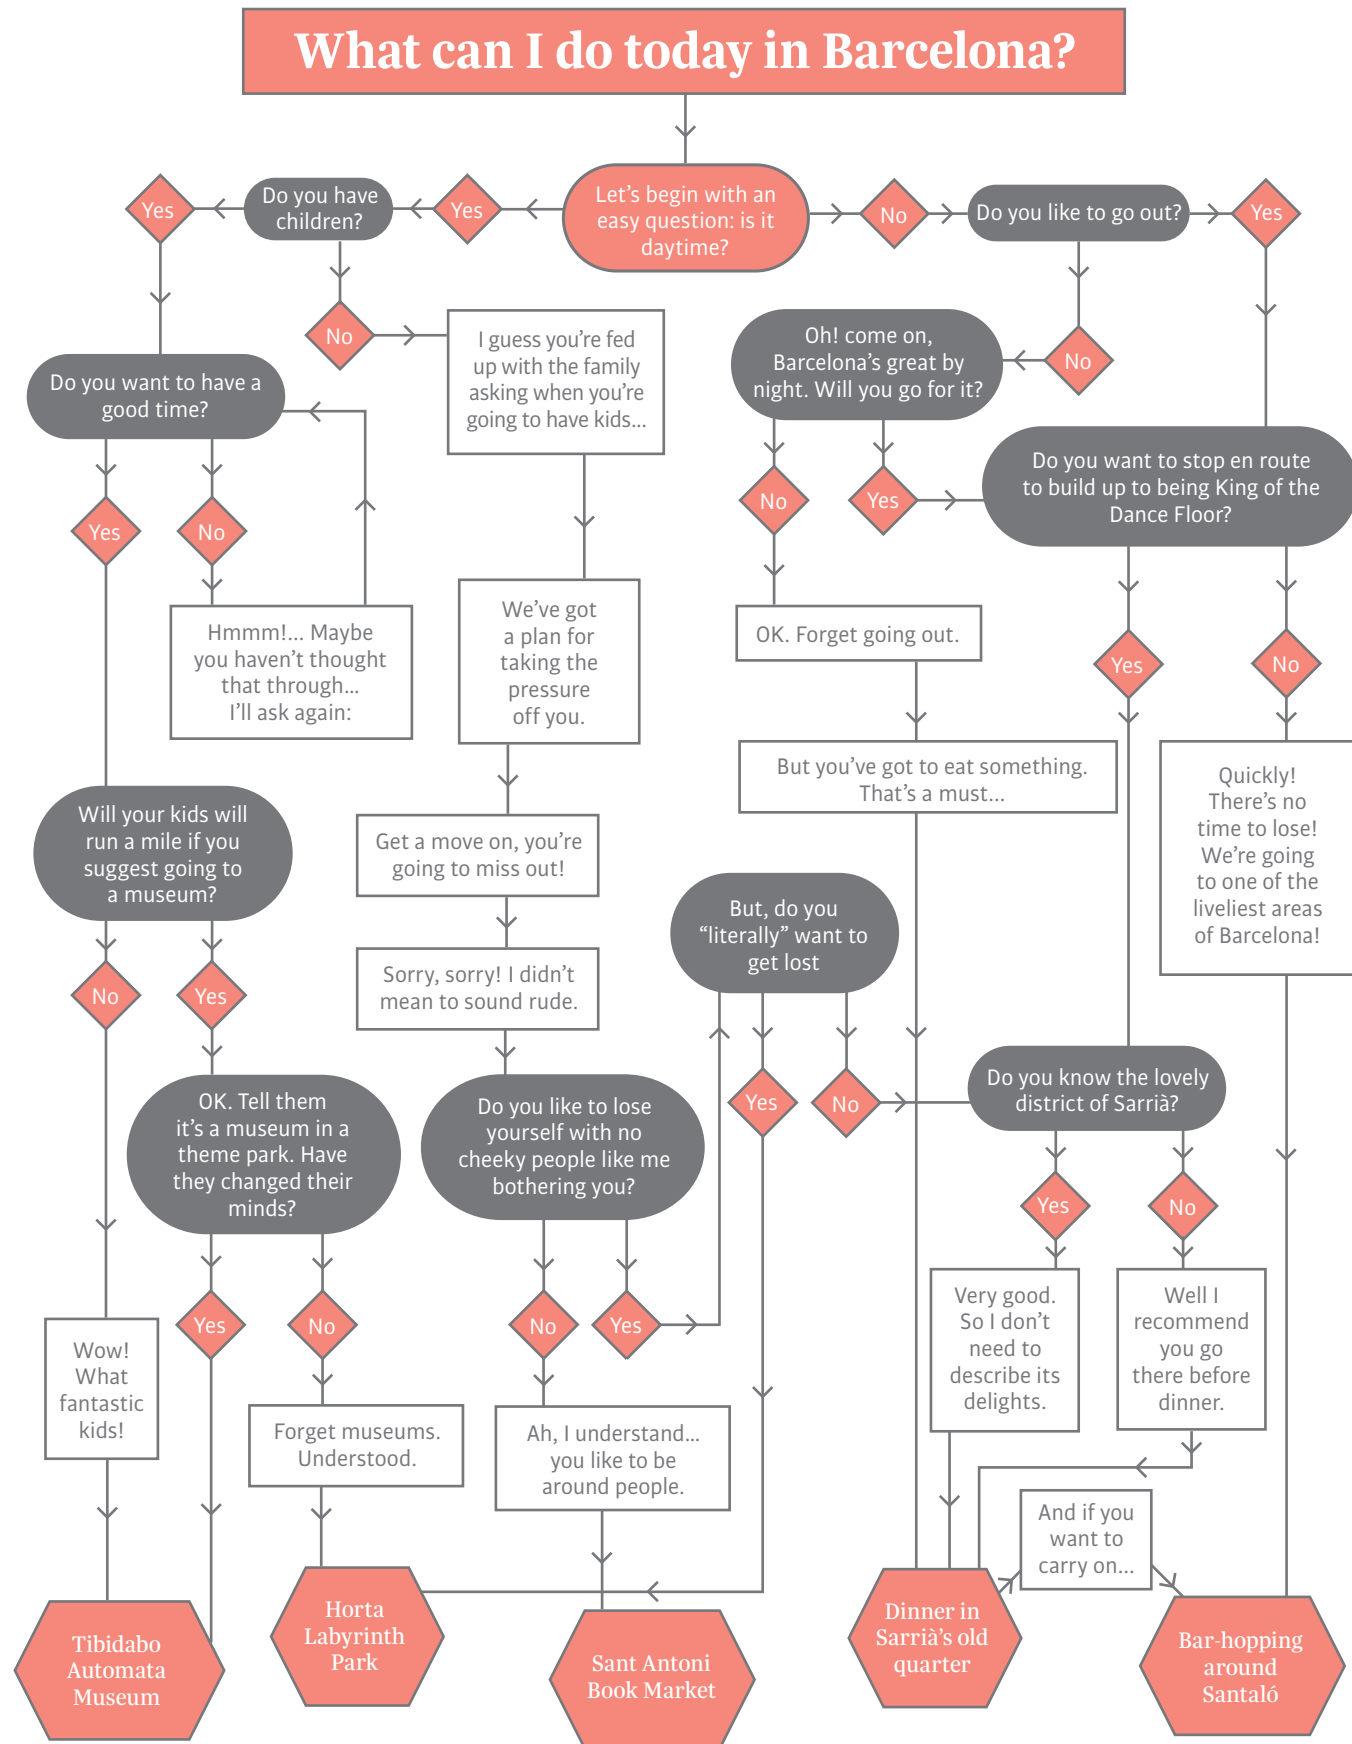 What can I do today in Barcelona?
Let's begin with an
easy question: is it
daytime?
Yes
Do you have
children?
Yes
No
Do you like to go out?
Yes
No
I guess you're fed
up with the family
asking when you're
going to have kids...
No
Oh! come on,
Barcelona's great by
night. Will you go for it?
Do you want to have a
good time?
Yes
No
Hmmm!... Maybe
you haven't thought
that through...
I'll ask again:
No
Yes
Do you want to stop en route
to build up to being King of the
Dance Floor?
We've got
a plan for
taking the
pressure
off you.
OK. Forget going out.
Yes
No
But you've got to eat something.
That's a must...
Quickly!
There's no
time to lose!
We're going
to one of the
liveliest areas
of Barcelona!
Will your kids will
run a mile if you
suggest going to
a museum?
Get a move on, you're
going to miss out!
But, do you
“literally” want to
get lost
No
Yes
Sorry, sorry! I didn't
mean to sound rude.
OK. Tell them
it's a museum in a
theme park. Have
they changed their
minds?
Do you like to lose
yourself with no
cheeky people like me
bothering you?
Yes
No
Do you know the lovely
district of Sarrià?
Yes
No
Yes
No
No
Yes
Very good.
So I don't
need to
describe its
delights.
Well I
recommend
you go
there before
dinner.
Wow!
What
fantastic
kids!
Forget museums.
Understood.
Ah, I understand...
you like to be
around people.
And if you
want to
carry on...
Tibidabo
Automata
Museum
Horta
Labyrinth
Park
Sant Antoni
Book Market
Dinner in
Sarrià's old
quarter
Bar-hopping
around
Santaló